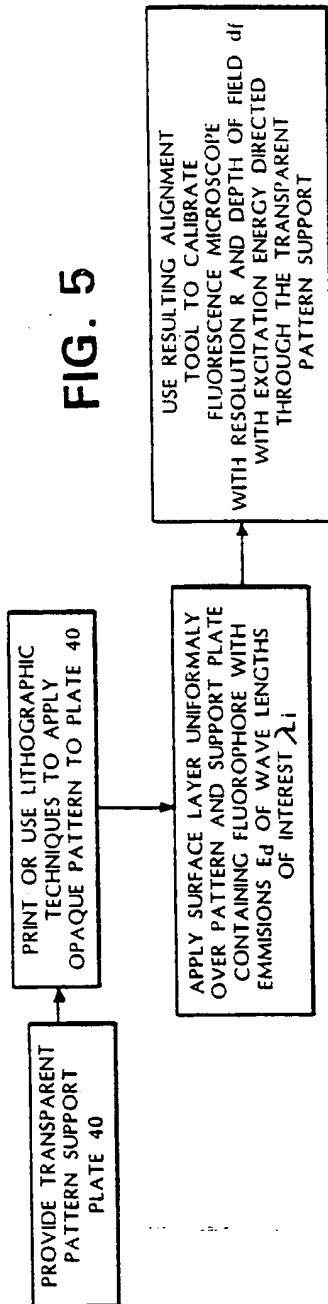 FIG. 5
PROVIDE TRANSPARENT
PATTERN SUPPORT
PLATE 40
PRINT OR USE LITHOGRAPHIC
TECHNIQUES TO APPLY
OPAQUE PATTERN TO PLATE 40
APPLY SURFACE LAYER UNIFORMALY
OVER PATTERN AND SUPPORT PLATE
CONTAINING FLUOROPHORE WITH
EMMISIONS Ed OF WAVE LENGTHS
OF INTEREST λi
USE RESULTING ALIGNMENT
TOOL TO CALIBRATE
FLUORESCENCE MICROSCOPE
WITH RESOLUTION R AND DEPTH OF FIELD df
WITH EXCITATION ENERGY DIRECTED
THROUGH THE TRANSPARENT
PATTERN SUPPORT